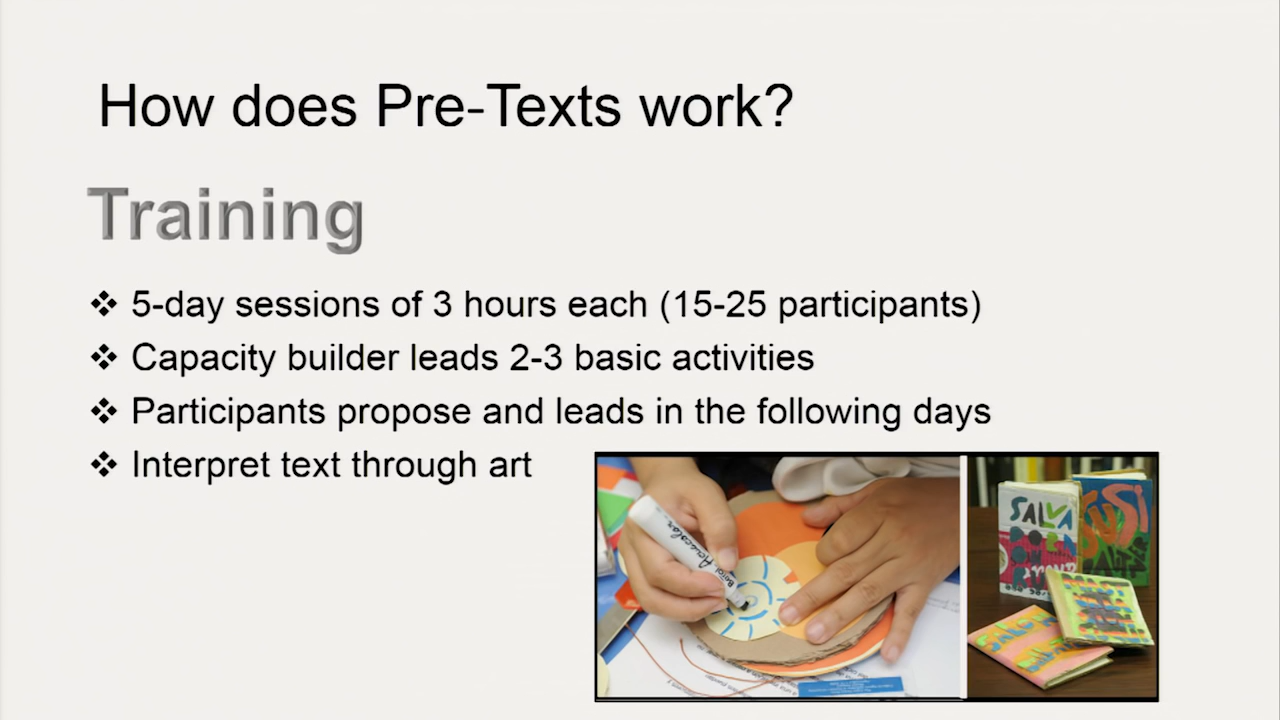 How does Pre-Texts work?
Training
❖ 5-day sessions of 3 hours each (15-25 participants)
❖ Capacity builder leads 2-3 basic activities
❖ Participants propose and leads in the following days
❖ Interpret text through art
SALVA